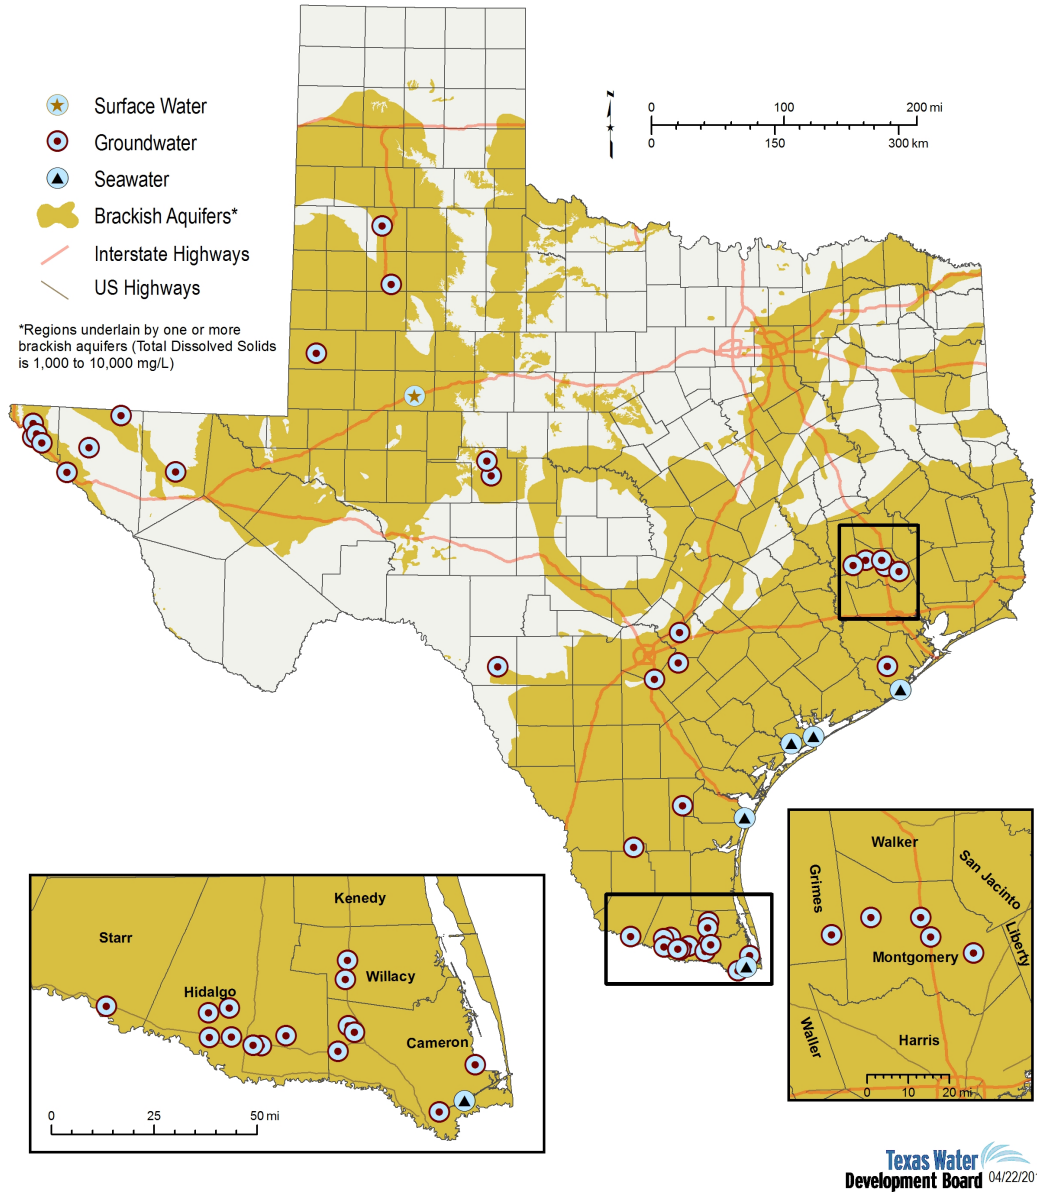 Surface Water
Groundwater
Seawater
Brackish Aquifers*
Interstate Highways
US Highways
*Regions underlain by one or more
brackish aquifers (Total Dissolved Solids
is 1,000 to 10,000 mg/L)
N
0 100 200 mi
0 150 300 km
Kenedy
Starr
Willacy
Hidalgo
Cameron
0 25 50 mi
Walker
San Jacinto
Grimes
Liberty
Montgomery
Waller
Harris
0 10 20 mi
Texas Water
Development Board 04/22/20